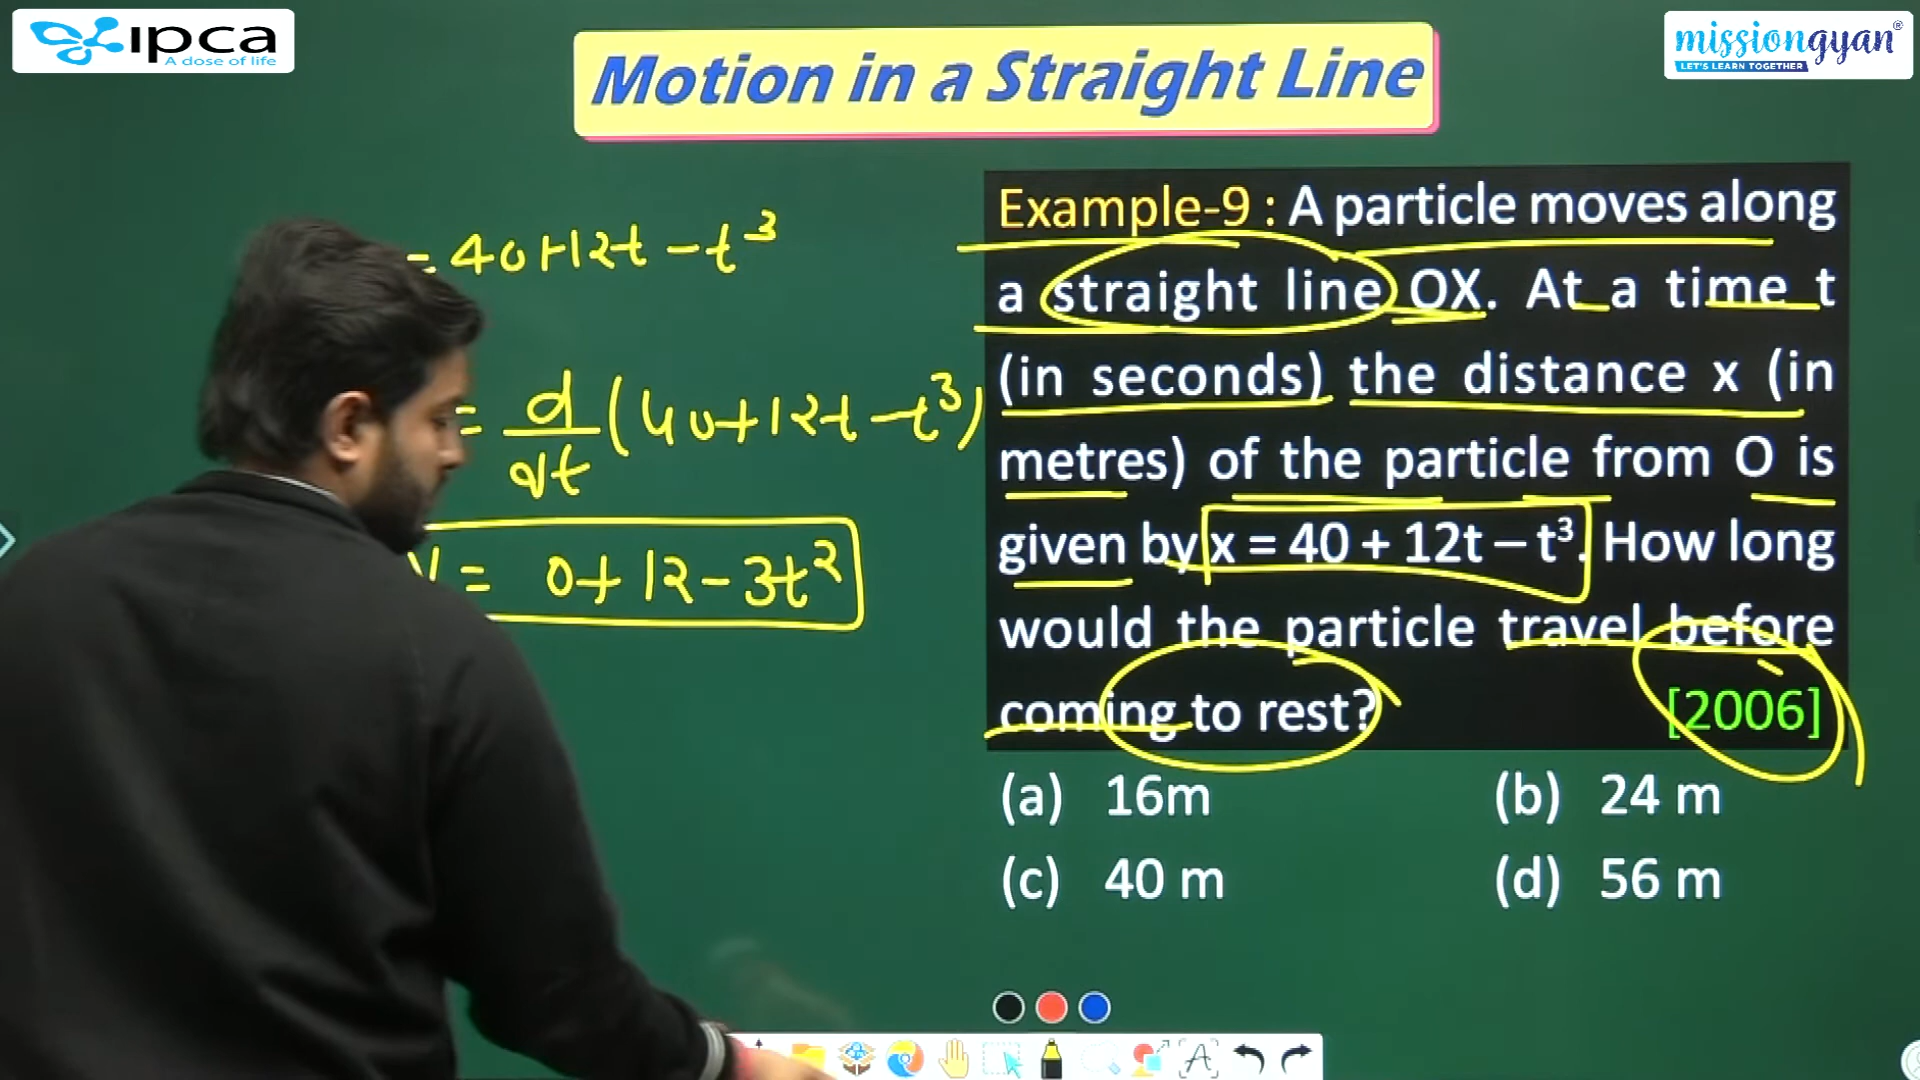 ipca
A dose of life
Motion in a Straight Line
missiongyan®
LET'S LEARN TOGETHER
= 40+12t - t³
= d/dt (40+12t - t³)
V = 0+12-3t²
Example-9 : A particle moves along
a straight line OX. At a time t
(in seconds) the distance x (in
metres) of the particle from O is
given by x = 40 + 12t – t³. How long
would the particle travel before
coming to rest? [2006]
(a) 16m (b) 24 m
(c) 40 m (d) 56 m